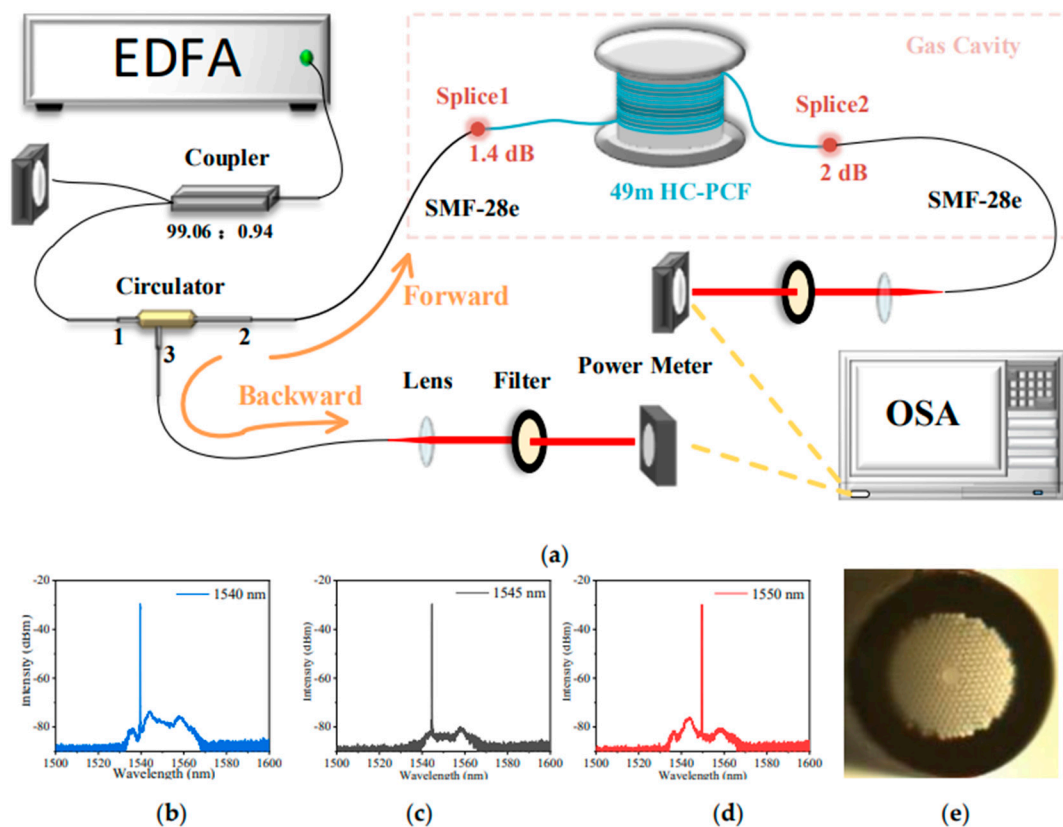 EDFA
Gas Cavity
Splice1
1.4 dB
Splice2
2 dB
49m HC-PCF
Coupler
99.06 : 0.94
SMF-28e
SMF-28e
Circulator
1
2
3
Forward
Backward
Lens
Filter
Power Meter
OSA
(a)
-20
-40
-60
-80
Intensity (dBm)
1540 nm
1500 1520 1540 1560 1580 1600
Wavelength (nm)
(b)
-20
-40
-60
-80
Intensity (dBm)
1545 nm
1500 1520 1540 1560 1580 1600
Wavelength (nm)
(c)
-20
-40
-60
-80
Intensity (dBm)
1550 nm
1500 1520 1540 1560 1580 1600
Wavelength (nm)
(d)
(e)